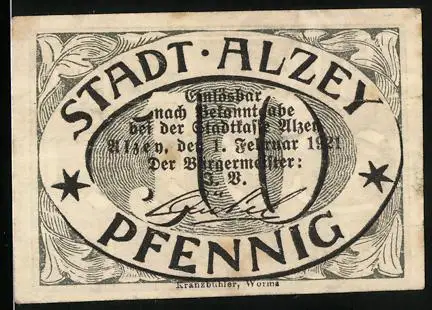 STADT · ALZEY
Einlösbar
nach Bekanntgabe
bei der Stadtkasse Alzey
Alzey, den 1. Februar 1921
Der Bürgermeister:
J. V.
10
PFENNIG
Kranzbühler, Worms